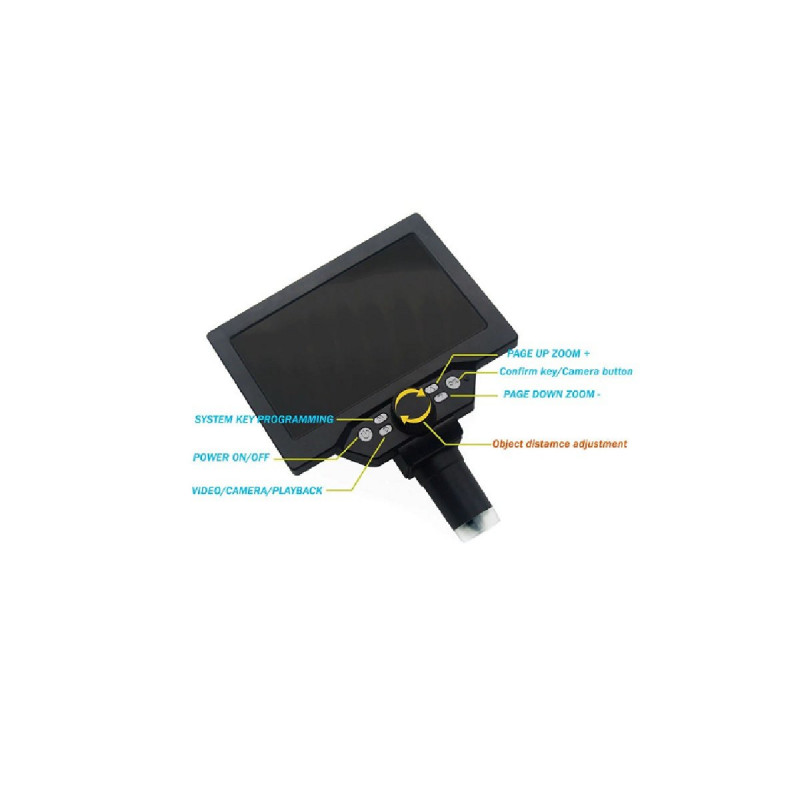 PAGE UP ZOOM +
Confirm key/Camera button
PAGE DOWN ZOOM -
SYSTEM KEY PROGRAMMING
Object distamce adjustment
POWER ON/OFF
VIDEO/CAMERA/PLAYBACK